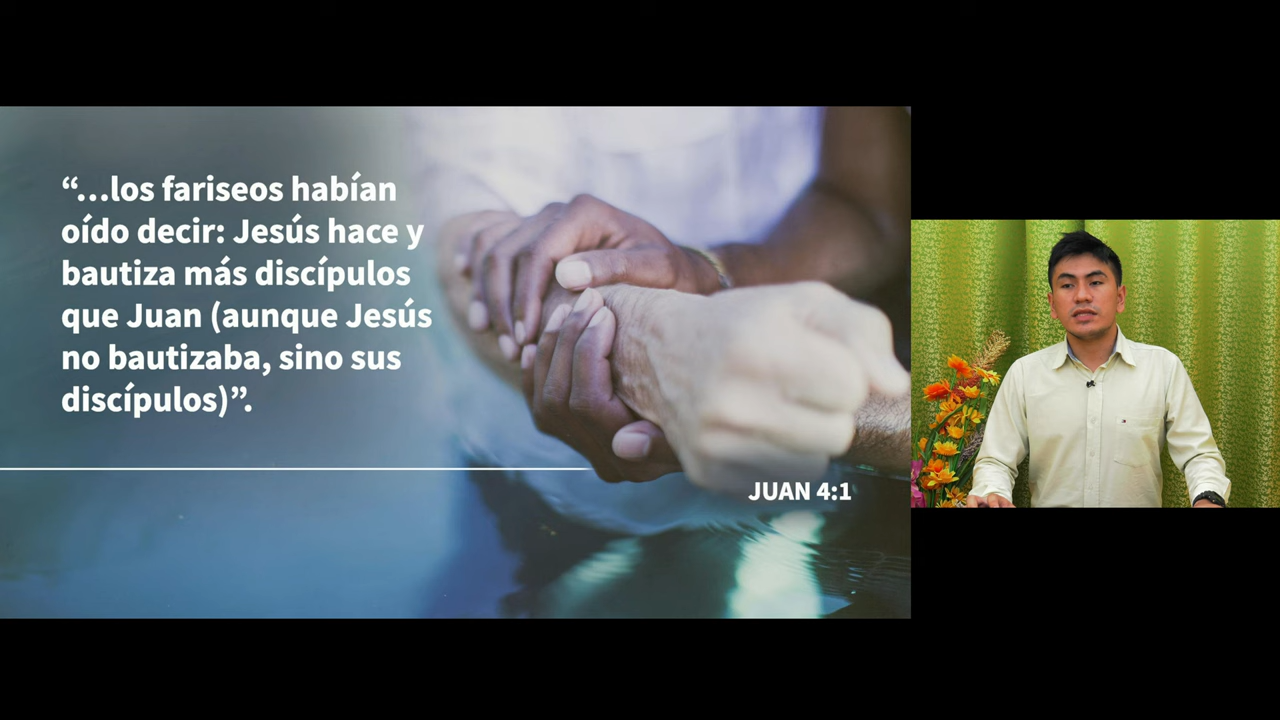 “...los fariseos habían
oído decir: Jesús hace y
bautiza más discípulos
que Juan (aunque Jesús
no bautizaba, sino sus
discípulos)”.
JUAN 4:1